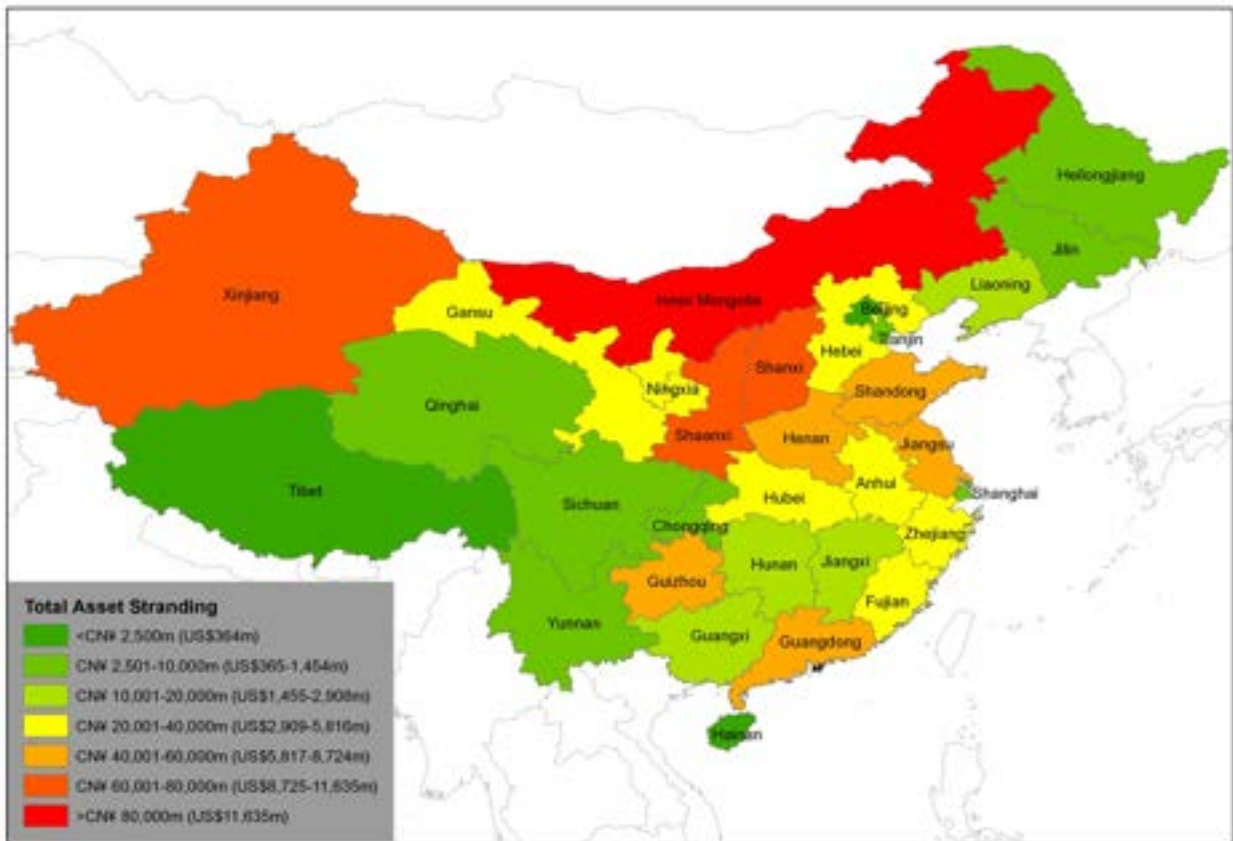 Heilongjiang
Jilin
Xinjiang
Inner Mongolia
Liaoning
Gansu
Beijing
Tianjin
Hebei
Shanxi
Ningxia
Shandong
Qinghai
Shaanxi
Henan
Jiangsu
Tibet
Anhui
Shanghai
Sichuan
Hubei
Chongqing
Zhejiang
Hunan
Jiangxi
Guizhou
Fujian
Yunnan
Guangxi
Guangdong
Hainan
Total Asset Stranding
<CN¥ 2,500m (US$364m)
CN¥ 2,501-10,000m (US$365-1,454m)
CN¥ 10,001-20,000m (US$1,455-2,908m)
CN¥ 20,001-40,000m (US$2,909-5,816m)
CN¥ 40,001-60,000m (US$5,817-8,724m)
CN¥ 60,001-80,000m (US$8,725-11,635m)
>CN¥ 80,000m (US$11,635m)